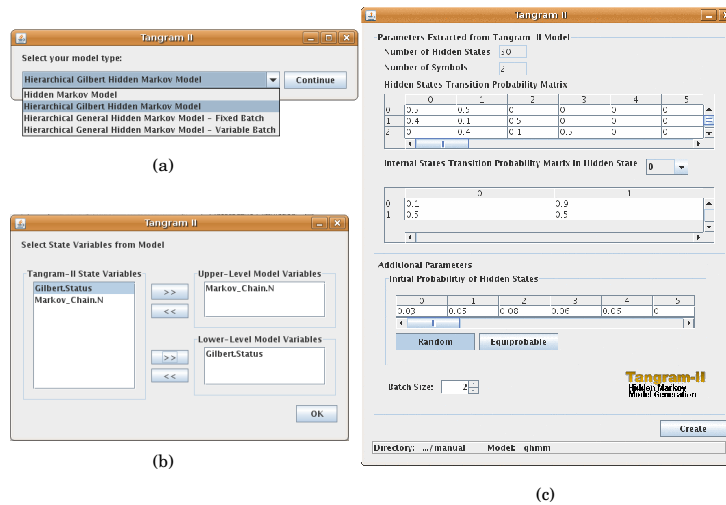 Tangram II
Select your model type:
Hierarchical Gilbert Hidden Markov Model
Continue
Hidden Markov Model
Hierarchical Gilbert Hidden Markov Model
Hierarchical General Hidden Markov Model - Fixed Batch
Hierarchical General Hidden Markov Model - Variable Batch
(a)
Tangram II
Select State Variables from Model
Tangram-II State Variables
Gilbert.Status
Markov_Chain.N
>>
<<
Upper-Level Model Variables
Markov_Chain.N
Lower-Level Model Variables
>>
<<
Gilbert.Status
OK
(b)
Tangram II
Parameters Extracted from Tangram II Model
Number of Hidden States
Number of Symbols 2
Hidden States Transition Probability Matrix
0 1 2 3 4 5
0 0.5 0.5 0 0 0 0
1 0.4 0.1 0.5 0 0 0
2 0 0.4 0.1 0.5 0 0
Internal States Transition Probability Matrix in Hidden State 0
0 1
0 0.1 0.9
1 0.5 0.5
Additional Parameters
Initial Probability of Hidden States
0 1 2 3 4 5
0.03 0.05 0.08 0.06 0.05 0
Random Equiprobable
Batch Size: 2
Tangram-II
Hidden Markov
Model Generation
Create
Directory: .../manual Model: ghmm
(c)